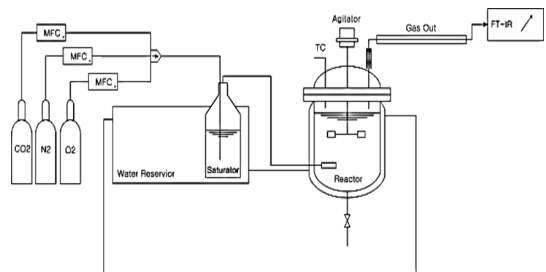 Agitator
FT-IR
MFC
Gas Out
MFC
TC
MFC
CO2 N2 O2
Water Reservior
Saturator
Reactor